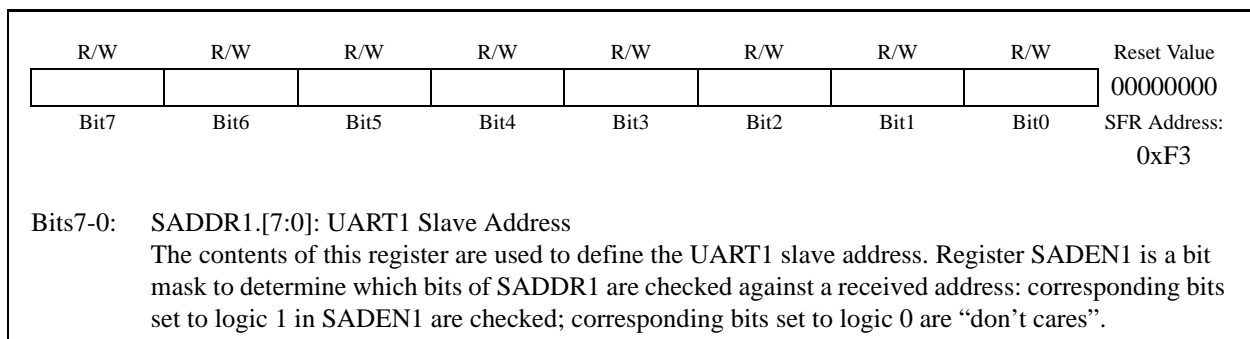 R/W R/W R/W R/W R/W R/W R/W R/W Reset Value
00000000
Bit7 Bit6 Bit5 Bit4 Bit3 Bit2 Bit1 Bit0 SFR Address:
0xF3
Bits7-0: SADDR1.[7:0]: UART1 Slave Address
The contents of this register are used to define the UART1 slave address. Register SADEN1 is a bit
mask to determine which bits of SADDR1 are checked against a received address: corresponding bits
set to logic 1 in SADEN1 are checked; corresponding bits set to logic 0 are “don’t cares”.